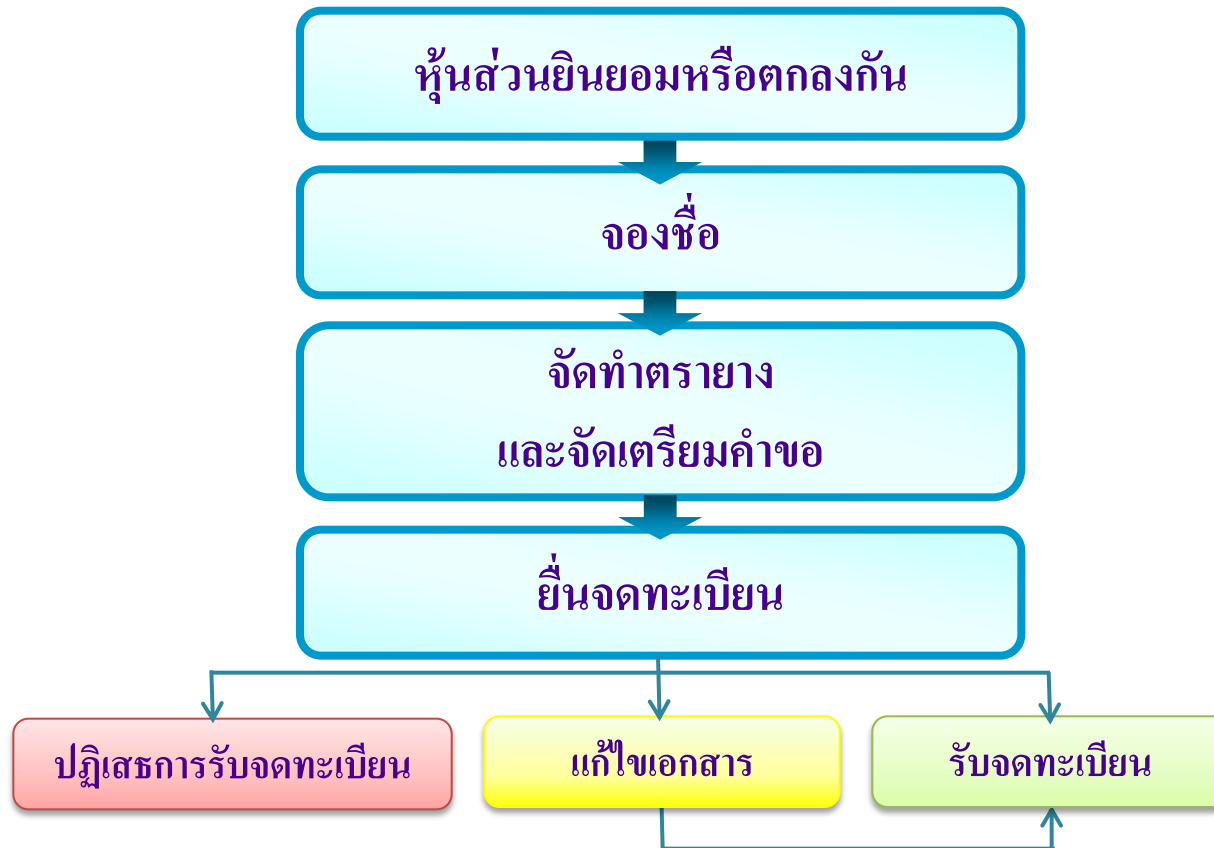 หุ้นส่วนยินยอมหรือตกลงกัน
จองชื่อ
จัดทำตรายาง
และจัดเตรียมคำขอ
ยื่นจดทะเบียน
ปฏิเสธการรับจดทะเบียน
แก้ไขเอกสาร
รับจดทะเบียน